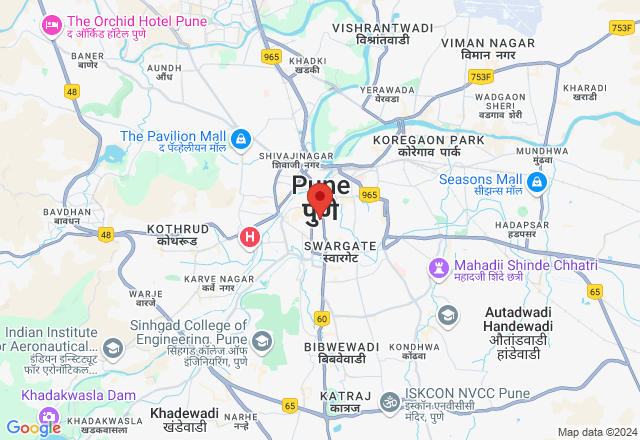 The Orchid Hotel Pune
द ऑर्किड हॉटेल पुणे
VISHRANTWADI
विश्रांतवाडी
753F
BANER
बाणेर
AUNDH
औंध
965
KHADKI
खडकी
VIMAN NAGAR
विमान नगर
753F
48
YERAWADA
येरवडा
WADGAON
SHERI
वडगाव शेरी
KHARADI
खराडी
The Pavilion Mall
द पॅव्हेलीयन मॉल
KOREGAON PARK
कोरेगाव पार्क
SHIVAJINAGAR
शिवाजी नगर
MUNDHWA
मुंढवा
Pune
पुणे
965
Seasons Mall
सीझन्स मॉल
BAVDHAN
बावधन
48
KOTHRUD
कोथरूड
H
SWARGATE
स्वारगेट
HADAPSAR
हडपसर
Mahadji Shinde Chhatri
महादजी शिंदे छत्री
65
KARVE NAGAR
कर्वे नगर
WARJE
वारजे
Indian Institute
for Aeronautical...
इंडियन इन्स्टिट्यूट
फॉर एरोनॉटिकल...
Sinhgad College of
Engineering, Pune
सिंहगड कॉलेज ऑफ
इंजिनियरिंग, पुणे
60
Autadwadi
Handewadi
औतांडवाडी
हांडेवाडी
BIBWEWADI
बिबवेवाडी
KONDHWA
कोंढवा
Khadakwasla Dam
KHADAKWASLA
खडकवासला
Khadewadi
खंडेवाडी
NARHE
नऱ्हे
65
KATRAJ
कात्रज
ISKCON NVCC Pune
इस्कॉन एनवीसीसी
मंदिर, पुणे
Google
Map data ©2024